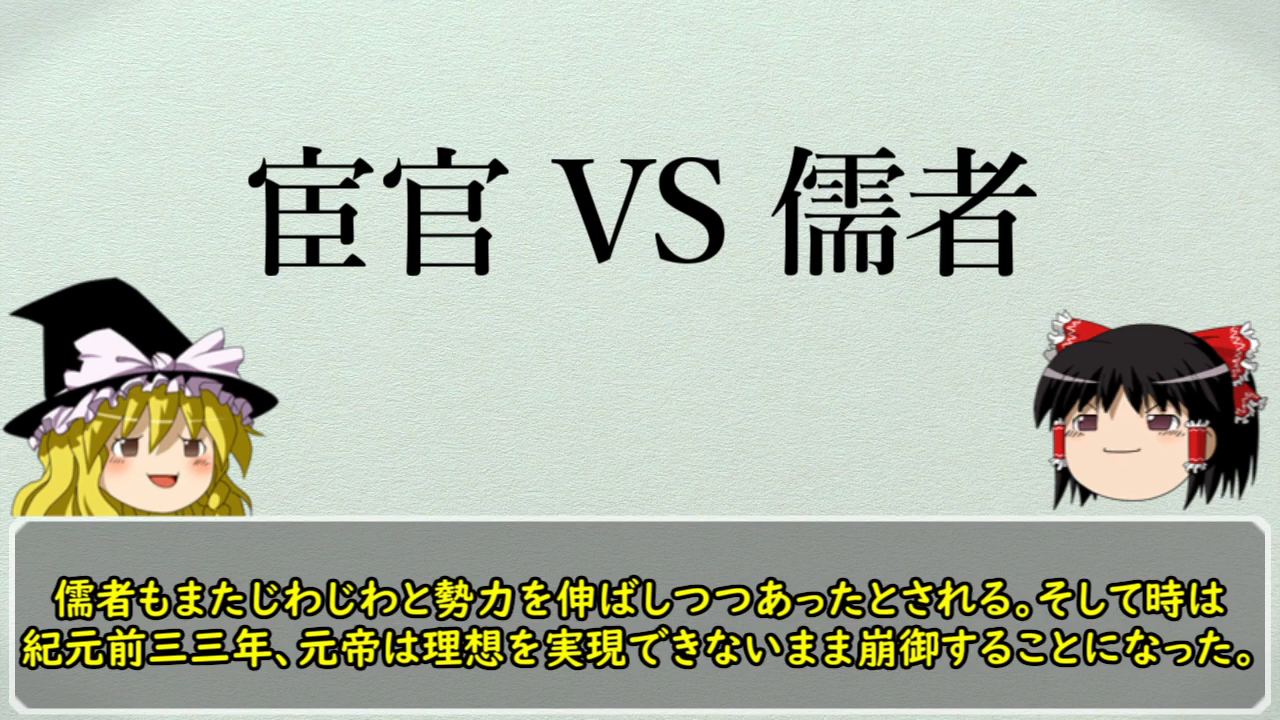 宦官 VS 儒者
儒者もまたじわじわと勢力を伸ばしつつあったとされる。そして時は
紀元前三三年、元帝は理想を実現できないまま崩御することになった。